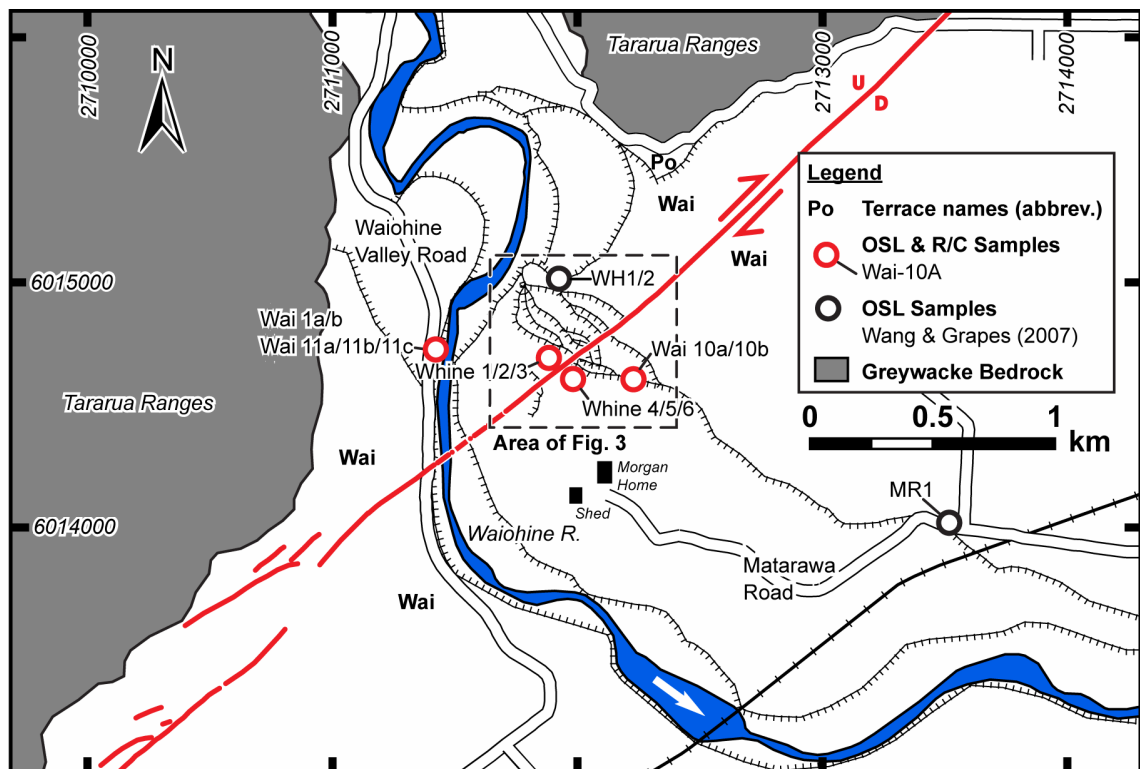 Tararua Ranges
N
2710000
2711000
2713000
2714000
U
D
Po
Wai
Wai
Waiohine
Valley Road
6015000
WH1/2
Wai 1a/b
Wai 11a/11b/11c
Whine 1/2/3
Wai 10a/10b
Whine 4/5/6
Area of Fig. 3
Tararua Ranges
Wai
Morgan
Home
Shed
MR1
6014000
Waiohine R.
Matarawa
Road
Wai
Legend
Po Terrace names (abbrev.)
OSL & R/C Samples
Wai-10A
OSL Samples
Wang & Grapes (2007)
Greywacke Bedrock
0 0.5 1
km